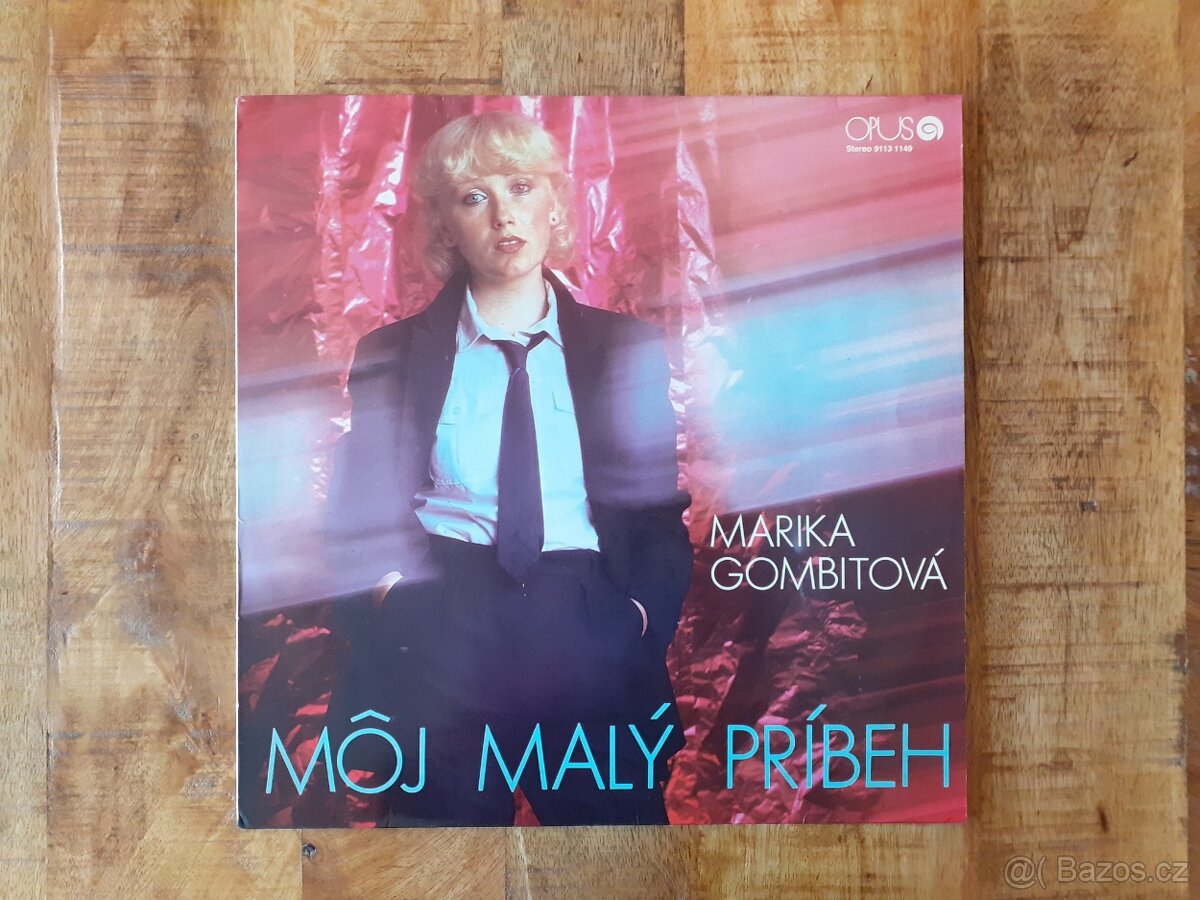 OPUS
Stereo 9113 1149
MARIKA
GOMBITOVÁ
MÔJ MALÝ PRÍBEH
@( Bazos.cz